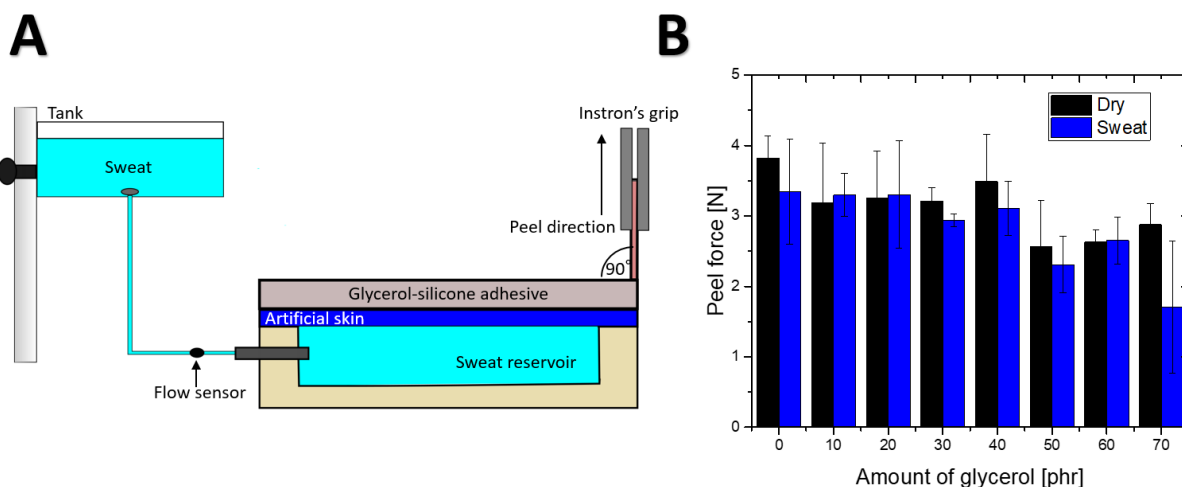 A
Tank
Sweat
Instron's grip
Peel direction
90°
Glycerol-silicone adhesive
Artificial skin
Sweat reservoir
Flow sensor
B
Peel force [N]
5
4
3
2
1
0
Dry
Sweat
0 10 20 30 40 50 60 70
Amount of glycerol [phr]